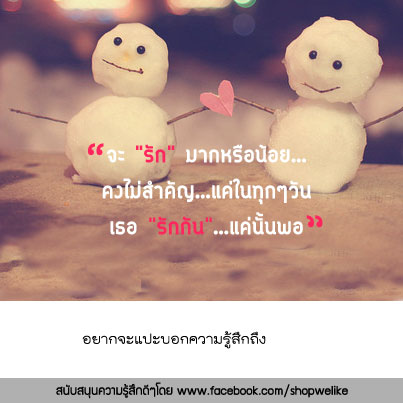 “จะ "รัก" มากหรือน้อย...
คงไม่สำคัญ...แค่ในทุกๆวัน
เธอ "รักกัน"...แค่นั้นพอ”
อยากจะแปะบอกความรู้สึกถึง
สนับสนุนความรู้สึกดีๆโดย www.facebook.com/shopwelike